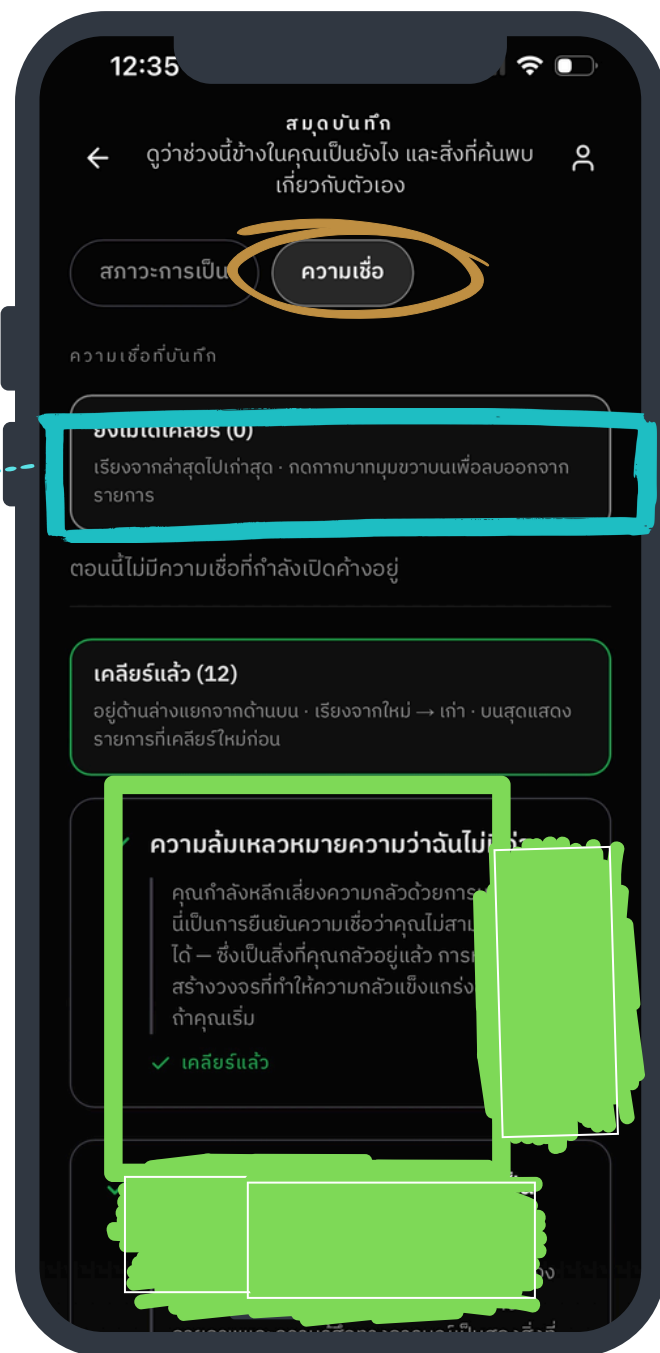 12:35
สมุดบันทึก
ดูว่าช่วงนี้ข้างในคุณเป็นยังไง และสิ่งที่ค้นพบ
เกี่ยวกับตัวเอง
สภาวะการเป็น
ความเชื่อ
ความเชื่อที่บันทึก
ยังไม่ได้เคลียร์ (0)
เรียงจากล่าสุดไปเก่าสุด · กดกากบาทมุมขวาบนเพื่อลบออกจาก
รายการ
ตอนนี้ไม่มีความเชื่อที่กำลังเปิดค้างอยู่
เคลียร์แล้ว (12)
อยู่ด้านล่างแยกจากด้านบน · เรียงจากใหม่ → เก่า · บนสุดแสดง
รายการที่เคลียร์ใหม่ก่อน
ความล้มเหลวหมายความว่าฉันไม่
คุณกำลังหลีกเลี่ยงความกลัวด้วยการ
นี่เป็นการยืนยันความเชื่อว่าคุณไม่
ได้ — ซึ่งเป็นสิ่งที่คุณกลัวอยู่แล้ว
สร้างวงจรที่ทำให้ความกลัวแข็งแกร่ง
ถ้าคุณเริ่ม
เคลียร์แล้ว